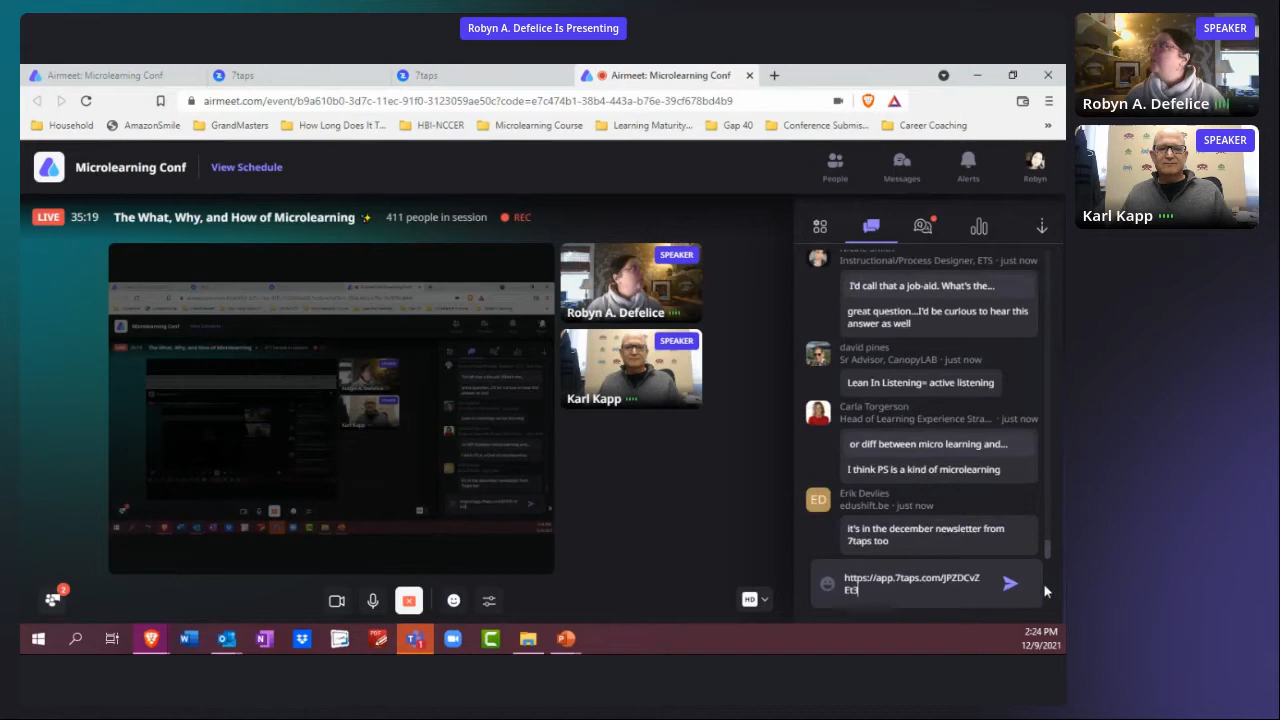 Robyn A. Defelice Is Presenting
SPEAKER
Robyn A. Defelice
SPEAKER
Karl Kapp
Airmeet: Microlearning Conf
7taps
7taps
Airmeet: Microlearning Conf
airmeet.com/event/b9a610b0-3d7c-11ec-91f0-3123059ae50c?code=e7c474b1-38b4-443a-b76e-39cf678bd4b9
Household
AmazonSmile
GrandMasters
How Long Does It T...
HBI-NCCER
Microlearning Course
Learning Maturity...
Gap 40
Conference Submis...
Career Coaching
Microlearning Conf
View Schedule
People
Messages
Alerts
Robyn
LIVE 35:19 The What, Why, and How of Microlearning 411 people in session REC
SPEAKER
Robyn A. Defelice
SPEAKER
Karl Kapp
Instructional/Process Designer, ETS · just now
I'd call that a job-aid. What's the...
great question...I'd be curious to hear this
answer as well
david pines
Sr Advisor, CanopyLAB · just now
Lean In Listening= active listening
Carla Torgerson
Head of Learning Experience Stra... · just now
or diff between micro learning and...
I think PS is a kind of microlearning
ED
Erik Devlies
edushift.be · just now
it's in the december newsletter from
7taps too
https://app.7taps.com/JPZDCvZ
Et3
2
HD
2:24 PM
12/9/2021